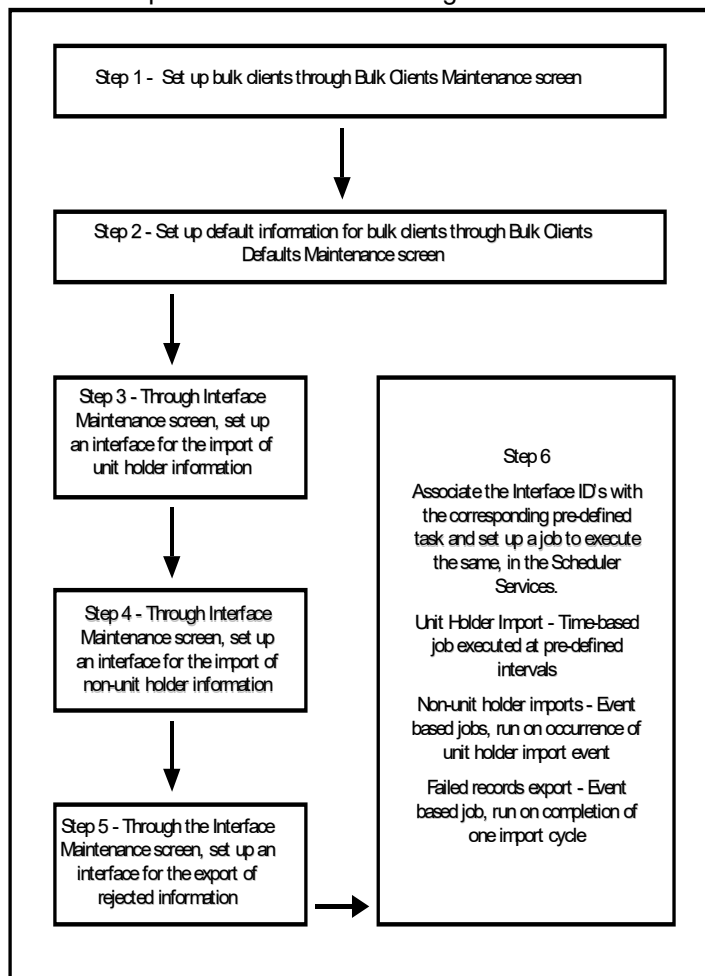 Step 1 - Set up bulk clients through Bulk Clients Maintenance screen
Step 2 - Set up default information for bulk clients through Bulk Clients
Defaults Maintenance screen
Step 3 - Through Interface
Maintenance screen, set up
an interface for the import of
unit holder information
Step 4 - Through Interface
Maintenance screen, set up
an interface for the import of
non-unit holder information
Step 5 - Through the Interface
Maintenance screen, set up an
interface for the export of
rejected information
Step 6
Associate the Interface ID's with
the corresponding pre-defined
task and set up a job to execute
the same, in the Scheduler
Services.
Unit Holder Import - Time-based
job executed at pre-defined
intervals
Non-unit holder imports - Event
based jobs, run on occurrence of
unit holder import event
Failed records export - Event
based job, run on completion of
one import cycle